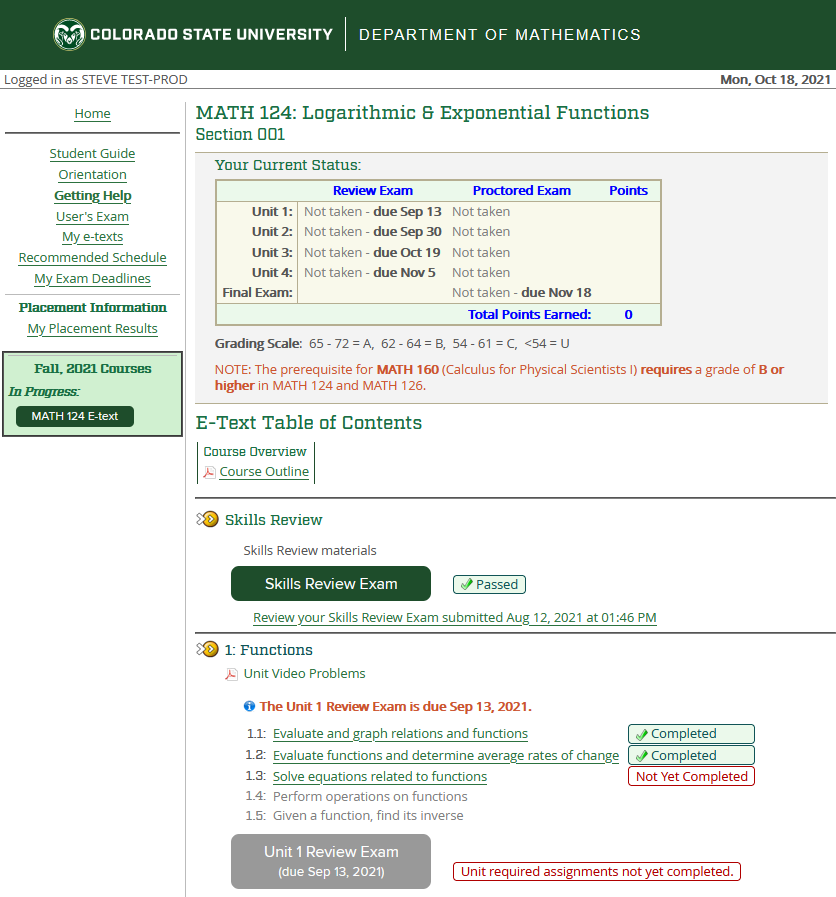 COLORADO STATE UNIVERSITY DEPARTMENT OF MATHEMATICS
Logged in as STEVE TEST-PROD
Mon, Oct 18, 2021
Home
Student Guide
Orientation
Getting Help
User's Exam
My e-texts
Recommended Schedule
My Exam Deadlines
Placement Information
My Placement Results
Fall, 2021 Courses
In Progress:
MATH 124 E-text
MATH 124: Logarithmic & Exponential Functions
Section 001
Your Current Status:
Review Exam Proctored Exam Points
Unit 1: Not taken - due Sep 13 Not taken
Unit 2: Not taken - due Sep 30 Not taken
Unit 3: Not taken - due Oct 19 Not taken
Unit 4: Not taken - due Nov 5 Not taken
Final Exam: Not taken - due Nov 18
Total Points Earned: 0
Grading Scale: 65 - 72 = A, 62 - 64 = B, 54 - 61 = C, <54 = U
NOTE: The prerequisite for MATH 160 (Calculus for Physical Scientists I) requires a grade of B or
higher in MATH 124 and MATH 126.
E-Text Table of Contents
Course Overview
Course Outline
Skills Review
Skills Review materials
Skills Review Exam Passed
Review your Skills Review Exam submitted Aug 12, 2021 at 01:46 PM
1: Functions
Unit Video Problems
The Unit 1 Review Exam is due Sep 13, 2021.
1.1: Evaluate and graph relations and functions Completed
1.2: Evaluate functions and determine average rates of change Completed
1.3: Solve equations related to functions Not Yet Completed
1.4: Perform operations on functions
1.5: Given a function, find its inverse
Unit 1 Review Exam
(due Sep 13, 2021)
Unit required assignments not yet completed.